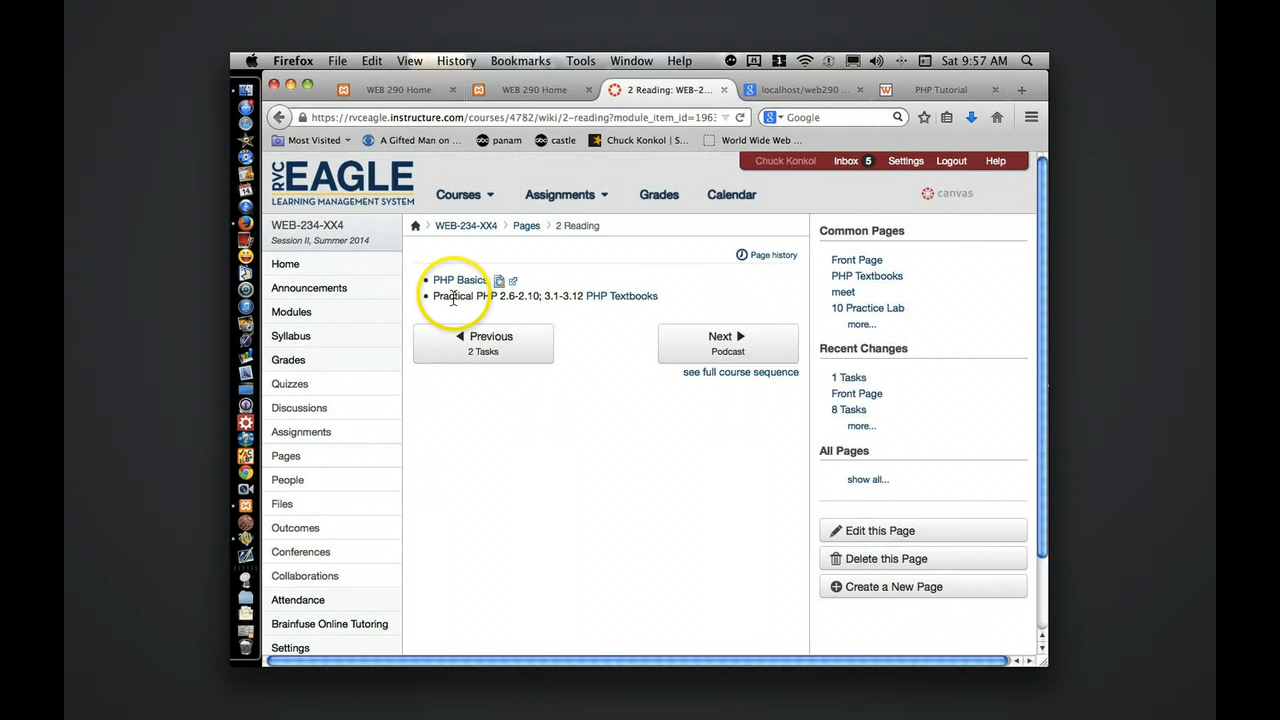 Firefox File Edit View History Bookmarks Tools Window Help Sat 9:57 AM
WEB 290 Home WEB 290 Home 2 Reading: WEB-2... localhost/web290 ... PHP Tutorial
https://rvceagle.instructure.com/courses/4782/wiki/2-reading?module_item_id=1963 Google
Most Visited A Gifted Man on ... abc panam abc castle Chuck Konkol | S... World Wide Web ...
Chuck Konkol Inbox 5 Settings Logout Help
RVC EAGLE
LEARNING MANAGEMENT SYSTEM
Courses Assignments Grades Calendar
canvas
WEB-234-XX4
Session II, Summer 2014
Home
Announcements
Modules
Syllabus
Grades
Quizzes
Discussions
Assignments
Pages
People
Files
Outcomes
Conferences
Collaborations
Attendance
Brainfuse Online Tutoring
Settings
WEB-234-XX4 Pages 2 Reading
Page history
PHP Basics
Practical PHP 2.6-2.10; 3.1-3.12 PHP Textbooks
Previous
2 Tasks
Next
Podcast
see full course sequence
Common Pages
Front Page
PHP Textbooks
meet
10 Practice Lab
more...
Recent Changes
1 Tasks
Front Page
8 Tasks
more...
All Pages
show all...
Edit this Page
Delete this Page
Create a New Page